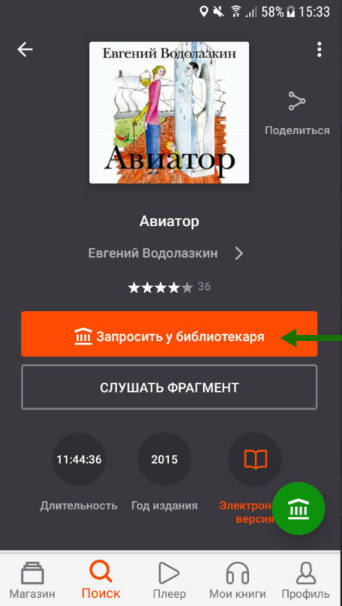 58% 15:33
Евгений Водолазкин
Авиатор
Поделиться
Авиатор
Евгений Водолазкин
36
Запросить у библиотекаря
СЛУШАТЬ ФРАГМЕНТ
11:44:36
2015
Длительность
Год издания
Электрон
версия
Магазин
Поиск
Плеер
Мои книги
Профиль